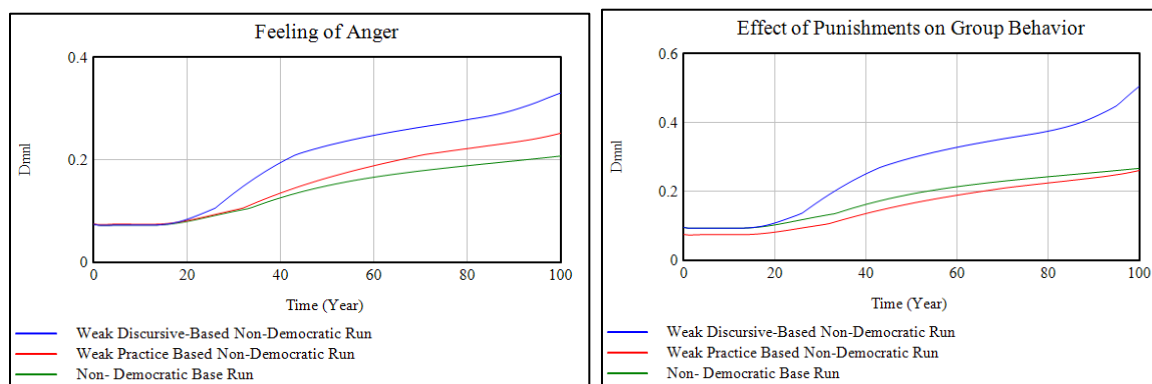 Feeling of Anger
0.4
0.2
0
Dmnl
0 20 40 60 80 100
Time (Year)
Weak Discursive-Based Non-Democratic Run
Weak Practice Based Non-Democratic Run
Non- Democratic Base Run
Effect of Punishments on Group Behavior
0.6
0.4
0.2
0
Dmnl
0 20 40 60 80 100
Time (Year)
Weak Discursive-Based Non-Democratic Run
Weak Practice Based Non-Democratic Run
Non- Democratic Base Run